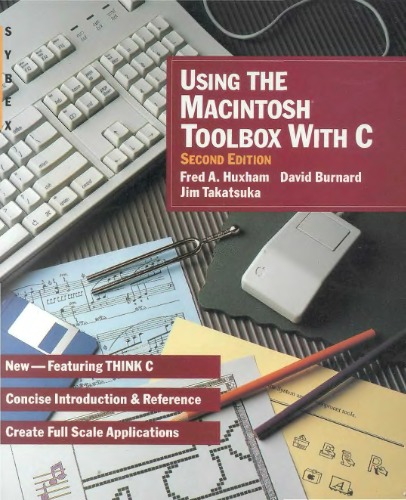 SYBEX
USING THE
MACINTOSH
TOOLBOX WITH C
SECOND EDITION
Fred A. Huxham David Burnard
Jim Takatsuka
New—Featuring THINK C
Concise Introduction & Reference
Create Full Scale Applications